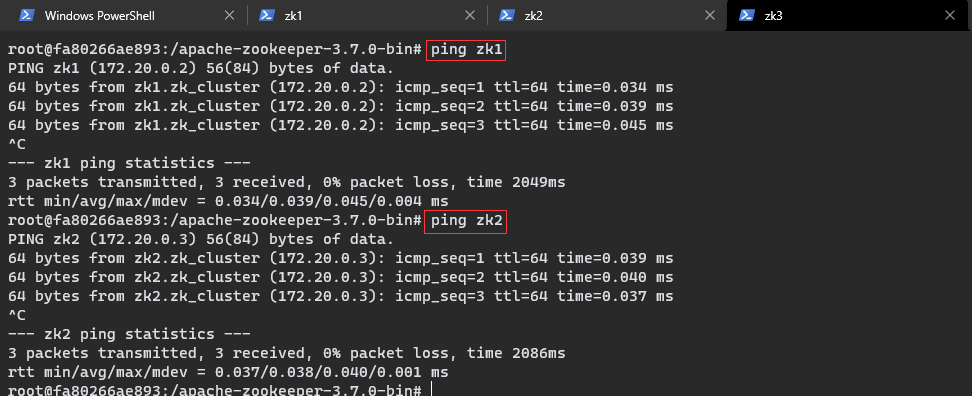 Windows PowerShell zk1 zk2 zk3
root@fa80266ae893:/apache-zookeeper-3.7.0-bin# ping zk1
PING zk1 (172.20.0.2) 56(84) bytes of data.
64 bytes from zk1.zk_cluster (172.20.0.2): icmp_seq=1 ttl=64 time=0.034 ms
64 bytes from zk1.zk_cluster (172.20.0.2): icmp_seq=2 ttl=64 time=0.039 ms
64 bytes from zk1.zk_cluster (172.20.0.2): icmp_seq=3 ttl=64 time=0.045 ms
^C
--- zk1 ping statistics ---
3 packets transmitted, 3 received, 0% packet loss, time 2049ms
rtt min/avg/max/mdev = 0.034/0.039/0.045/0.004 ms
root@fa80266ae893:/apache-zookeeper-3.7.0-bin# ping zk2
PING zk2 (172.20.0.3) 56(84) bytes of data.
64 bytes from zk2.zk_cluster (172.20.0.3): icmp_seq=1 ttl=64 time=0.039 ms
64 bytes from zk2.zk_cluster (172.20.0.3): icmp_seq=2 ttl=64 time=0.040 ms
64 bytes from zk2.zk_cluster (172.20.0.3): icmp_seq=3 ttl=64 time=0.037 ms
^C
--- zk2 ping statistics ---
3 packets transmitted, 3 received, 0% packet loss, time 2086ms
rtt min/avg/max/mdev = 0.037/0.038/0.040/0.001 ms
root@fa80266ae893:/apache-zookeeper-3.7.0-bin#